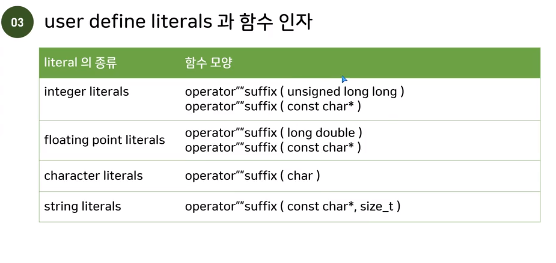 03 user define literals 과 함수 인자
literal 의 종류 함수 모양
integer literals operator""suffix ( unsigned long long )
operator""suffix ( const char* )
floating point literals operator""suffix ( long double )
operator""suffix ( const char* )
character literals operator""suffix ( char )
string literals operator""suffix ( const char*, size_t )